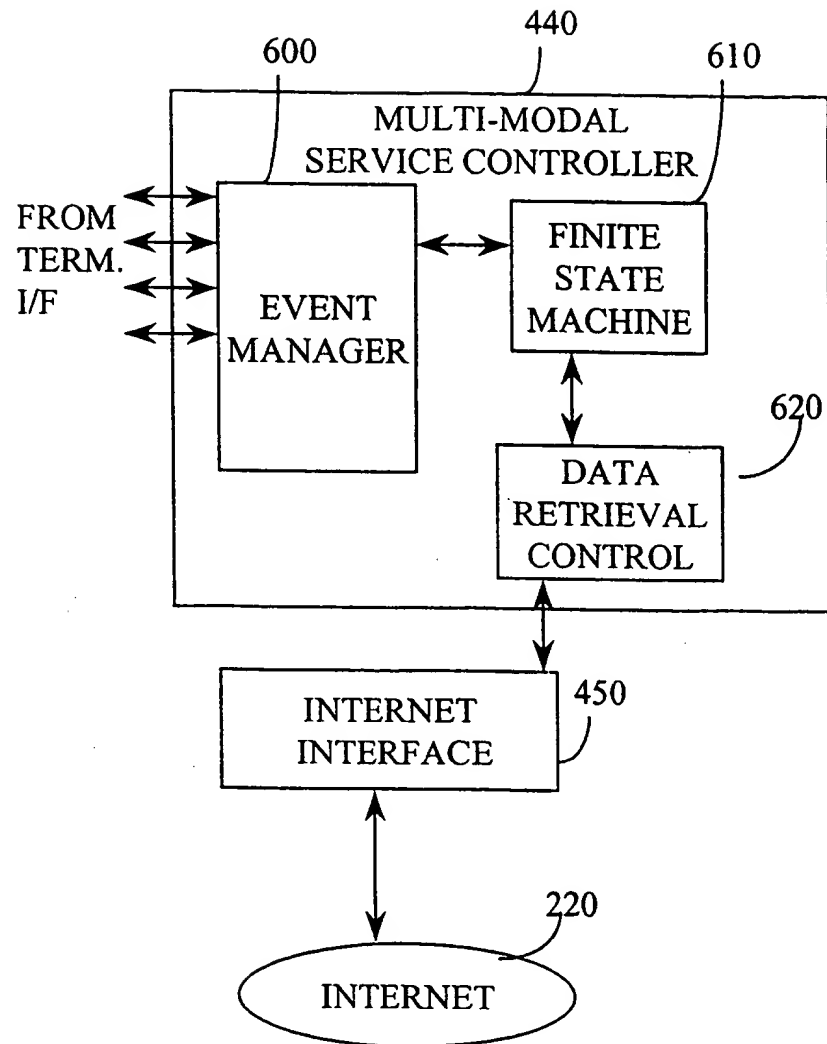 440
600
610
MULTI-MODAL
SERVICE CONTROLLER
FROM
TERM.
I/F
EVENT
MANAGER
FINITE
STATE
MACHINE
620
DATA
RETRIEVAL
CONTROL
INTERNET
INTERFACE
450
220
INTERNET